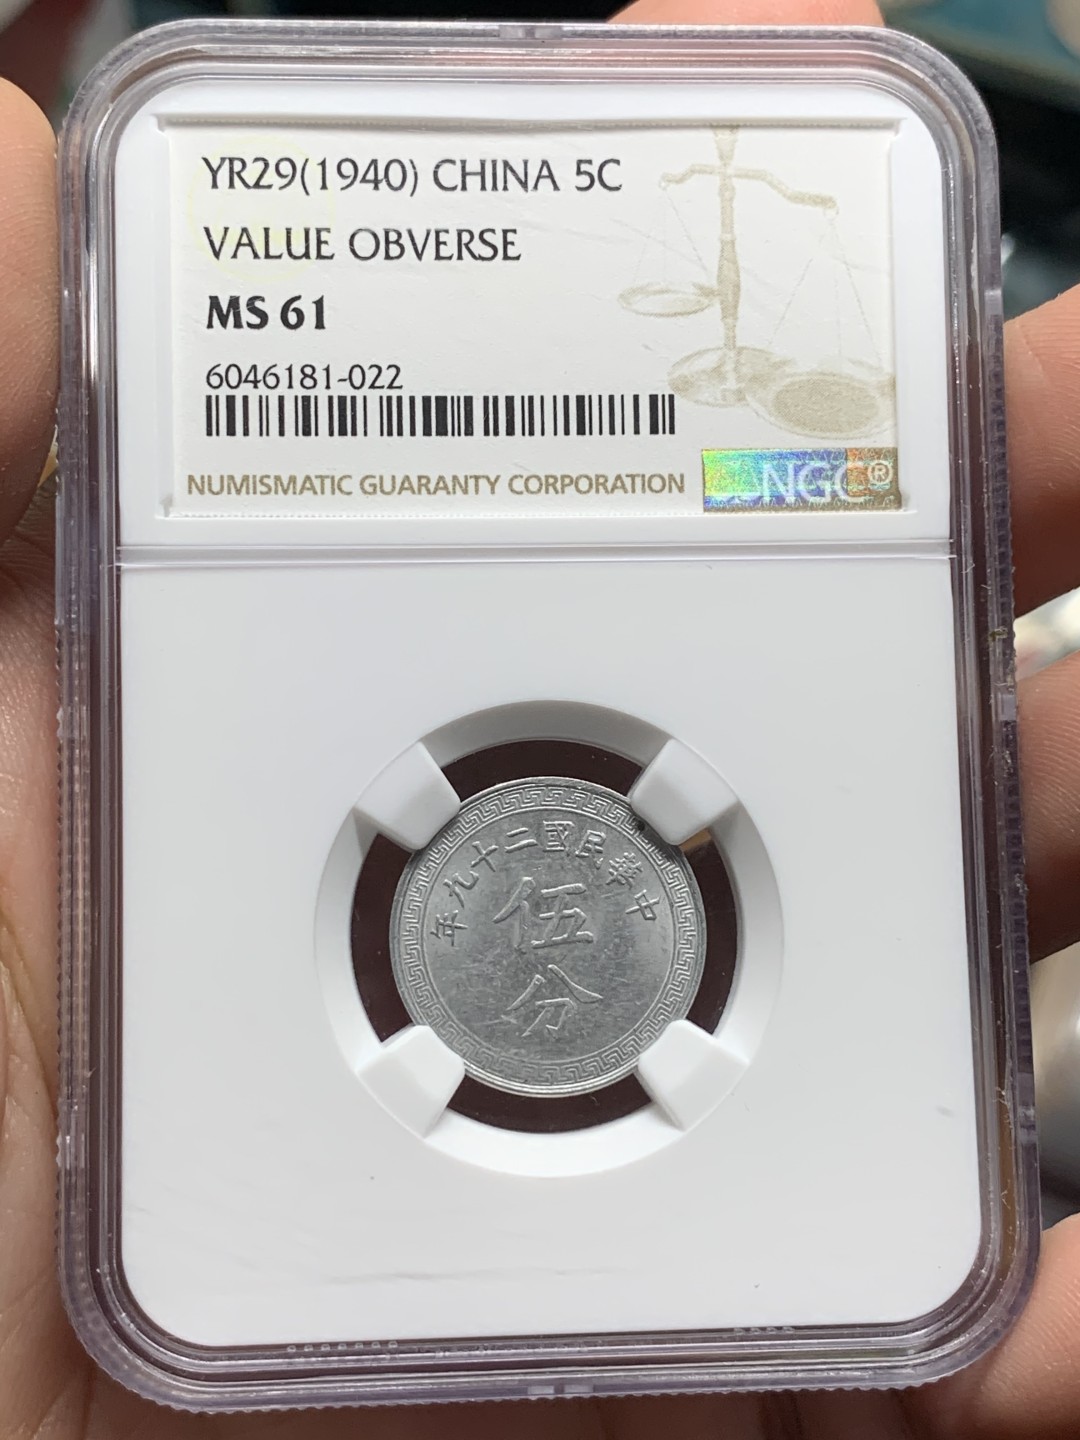 YR29(1940) CHINA 5C
VALUE OBVERSE
MS 61
6046181-022
NUMISMATIC GUARANTY CORPORATION
NGC®
年九十二國民華中
伍
分